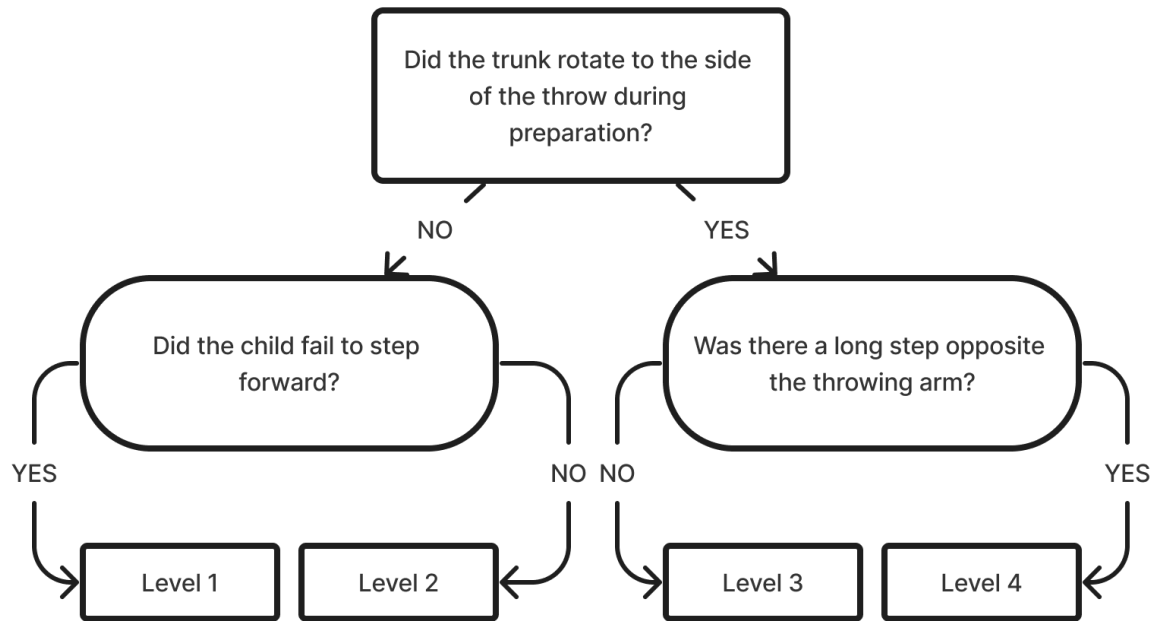 Did the trunk rotate to the side
of the throw during
preparation?
NO
YES
Did the child fail to step
forward?
Was there a long step opposite
the throwing arm?
YES
NO
NO
YES
Level 1
Level 2
Level 3
Level 4